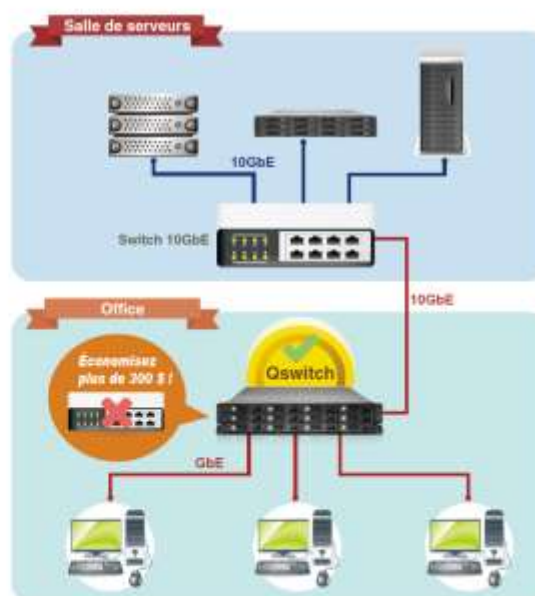 Salle de serveurs
10GbE
Switch 10GbE
10GbE
Office
Economisez
plus de 300 $ !
Qswitch
GbE